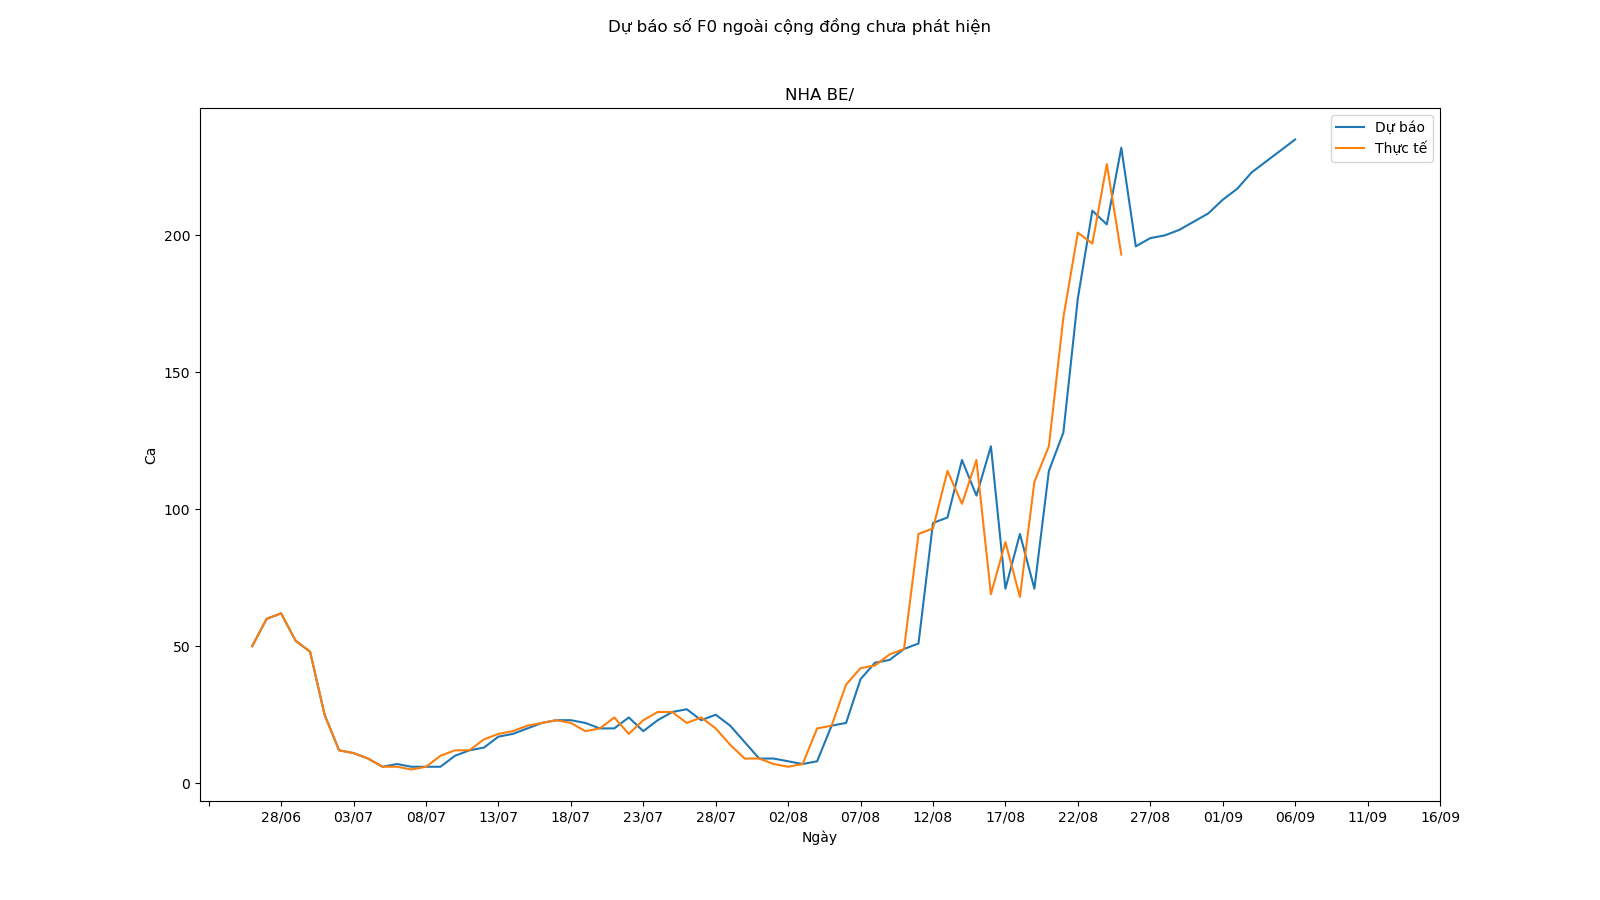 Dự báo số F0 ngoài cộng đồng chưa phát hiện
NHA BE/
Dự báo
Thực tế
Ca
200
150
100
50
0
28/06 03/07 08/07 13/07 18/07 23/07 28/07 02/08 07/08 12/08 17/08 22/08 27/08 01/09 06/09 11/09 16/09
Ngày